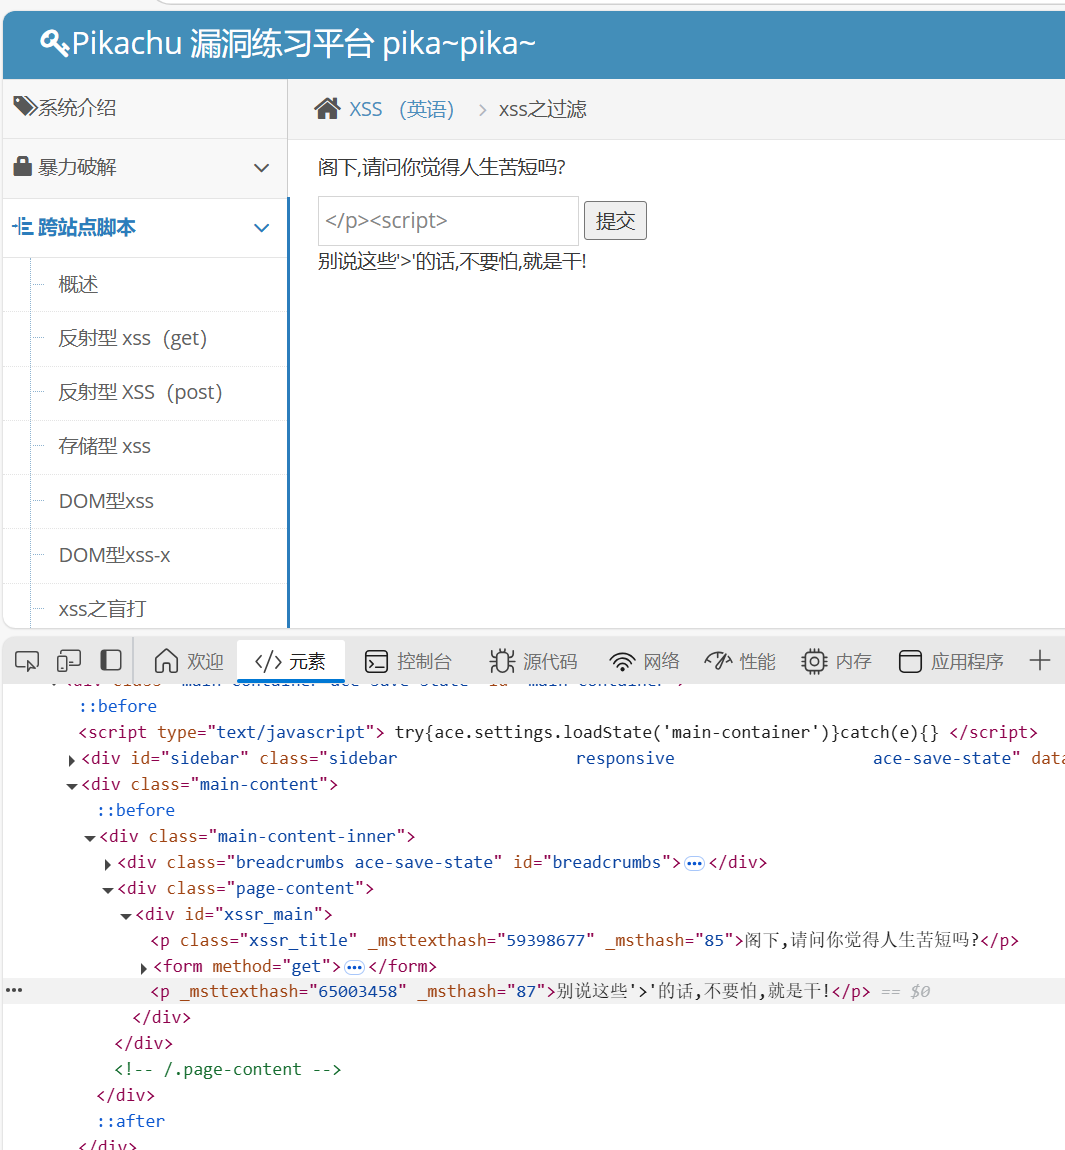 Pikachu 漏洞练习平台 pika~pika~
系统介绍
暴力破解
跨站点脚本
概述
反射型 xss（get）
反射型 XSS（post）
存储型 xss
DOM型xss
DOM型xss-x
xss之盲打
XSS （英语） > xss之过滤
阁下,请问你觉得人生苦短吗?
</p><script> 提交
别说这些'>'的话,不要怕,就是干!
欢迎 </> 元素 控制台 源代码 网络 性能 内存 应用程序
::before
<script type="text/javascript"> try{ace.settings.loadState('main-container')}catch(e){} </script>
<div id="sidebar" class="sidebar responsive ace-save-state" data
<div class="main-content">
::before
<div class="main-content-inner">
<div class="breadcrumbs ace-save-state" id="breadcrumbs">•••</div>
<div class="page-content">
<div id="xssr_main">
<p class="xssr_title" _msttexthash="59398677" _msthash="85">阁下,请问你觉得人生苦短吗?</p>
<form method="get">•••</form>
<p _msttexthash="65003458" _msthash="87">别说这些'>'的话,不要怕,就是干!</p> == $0
</div>
</div>
<!-- /.page-content -->
</div>
::after
</div>